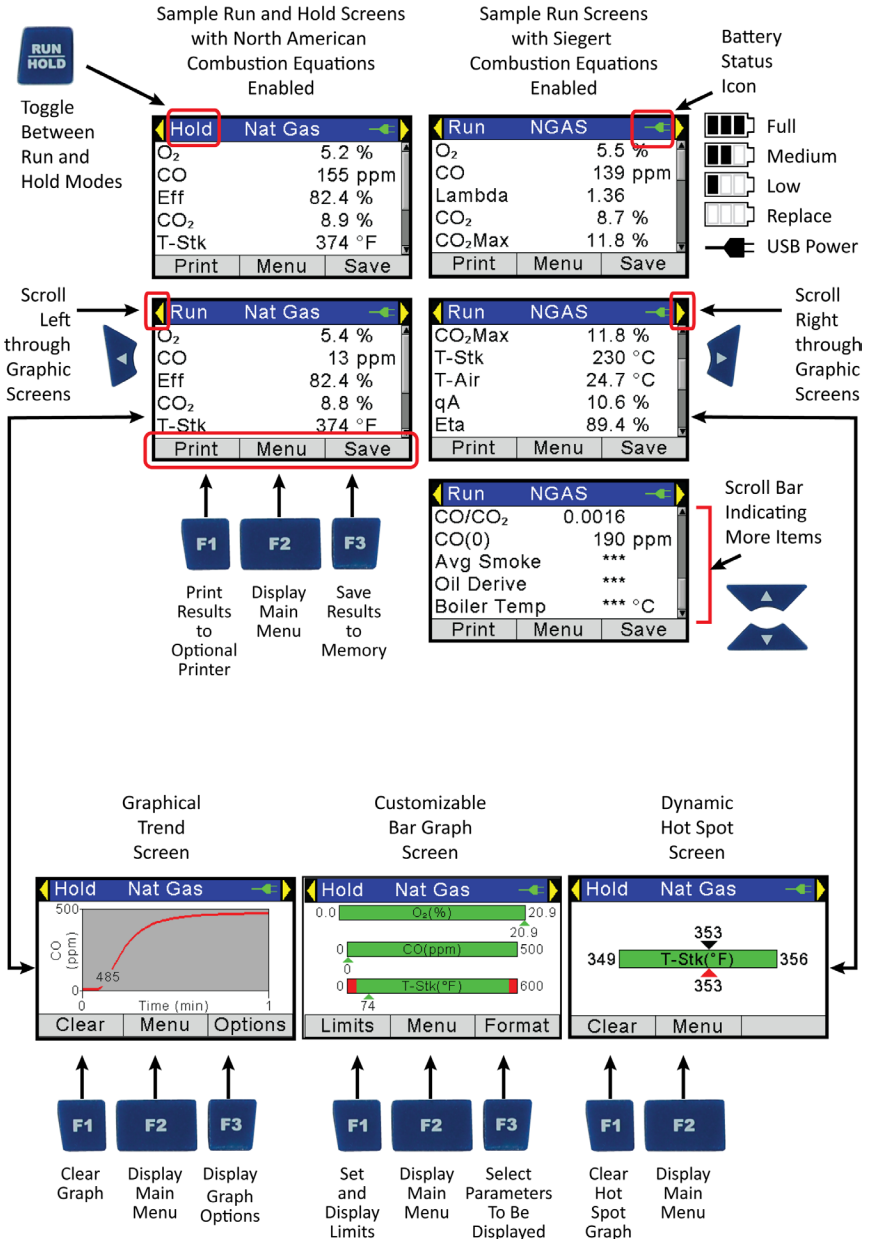 Sample Run and Hold Screens
with North American
Combustion Equations
Enabled
Sample Run Screens
with Siegert
Combustion Equations
Enabled
Battery
Status
Icon
RUN
HOLD
Toggle
Between
Run and
Hold Modes
Full
Medium
Low
Replace
USB Power
Hold Nat Gas
O₂ 5.2 %
CO 155 ppm
Eff 82.4 %
CO₂ 8.9 %
T-Stk 374 °F
Print Menu Save
Run NGAS
O₂ 5.5 %
CO 139 ppm
Lambda 1.36
CO₂ 8.7 %
CO₂Max 11.8 %
Print Menu Save
Scroll
Left
through
Graphic
Screens
Run Nat Gas
O₂ 5.4 %
CO 13 ppm
Eff 82.4 %
CO₂ 8.8 %
T-Stk 374 °F
Print Menu Save
Run NGAS
CO₂Max 11.8 %
T-Stk 230 °C
T-Air 24.7 °C
qA 10.6 %
Eta 89.4 %
Print Menu Save
Scroll
Right
through
Graphic
Screens
F1
F2
F3
Print
Results
to
Optional
Printer
Display
Main
Menu
Save
Results
to
Memory
Run NGAS
CO/CO₂ 0.0016
CO(0) 190 ppm
Avg Smoke ***
Oil Derive ***
Boiler Temp *** °C
Print Menu Save
Scroll Bar
Indicating
More Items
Graphical
Trend
Screen
Customizable
Bar Graph
Screen
Dynamic
Hot Spot
Screen
Hold Nat Gas
500
CO
(ppm)
485
0
0 Time (min) 1
Clear Menu Options
Hold Nat Gas
0.0 O₂(%) 20.9
20.9
0 CO(ppm) 500
0
0 T-Stk(°F) 600
74
Limits Menu Format
Hold Nat Gas
353
349 T-Stk(°F) 356
353
Clear Menu
F1
F2
F3
F1
F2
F3
F1
F2
Clear
Graph
Display
Main
Menu
Display
Graph
Options
Set
and
Display
Limits
Display
Main
Menu
Select
Parameters
To Be
Displayed
Clear
Hot
Spot
Graph
Display
Main
Menu